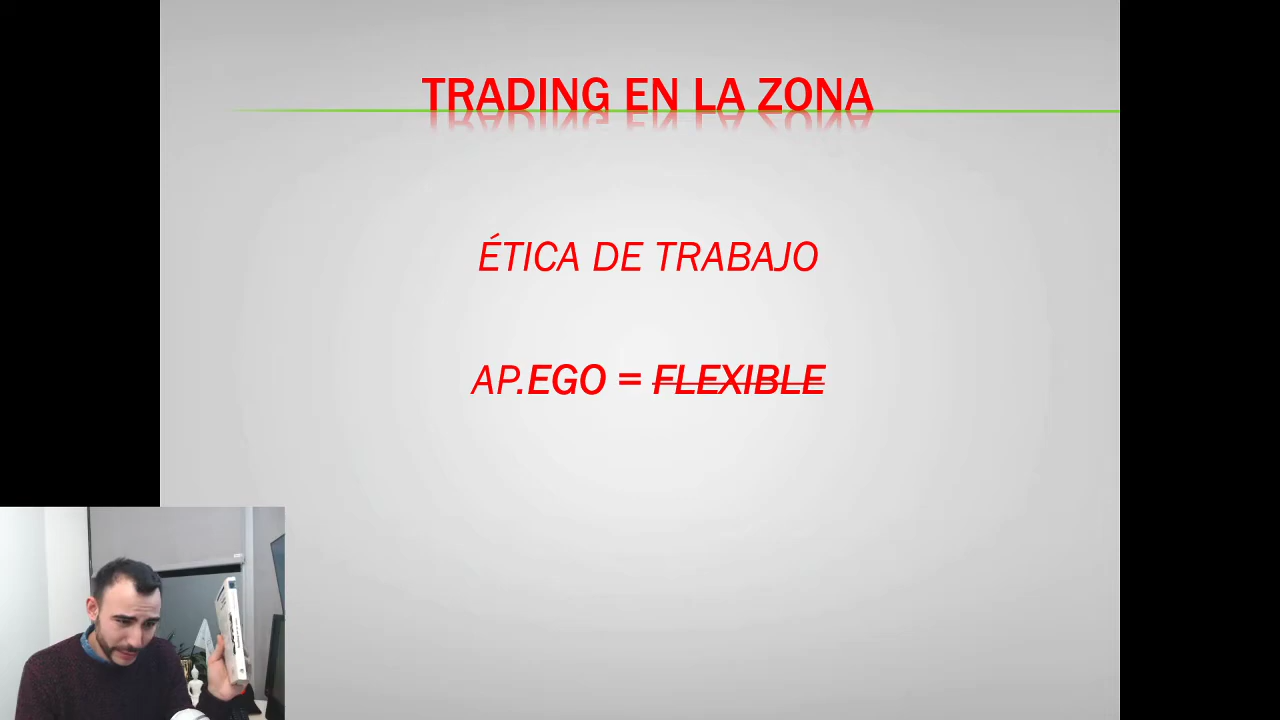 TRADING EN LA ZONA
ÉTICA DE TRABAJO
AP.EGO = FLEXIBLE